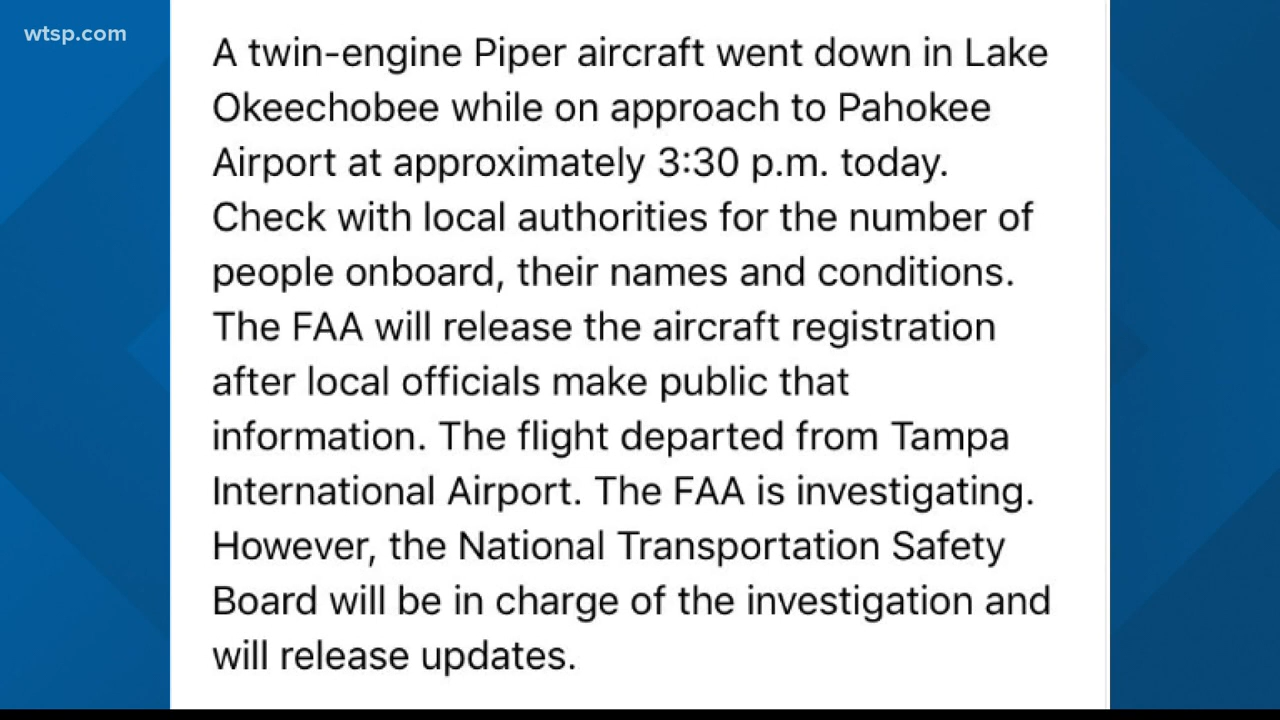 wtsp.com
A twin-engine Piper aircraft went down in Lake
Okeechobee while on approach to Pahokee
Airport at approximately 3:30 p.m. today.
Check with local authorities for the number of
people onboard, their names and conditions.
The FAA will release the aircraft registration
after local officials make public that
information. The flight departed from Tampa
International Airport. The FAA is investigating.
However, the National Transportation Safety
Board will be in charge of the investigation and
will release updates.